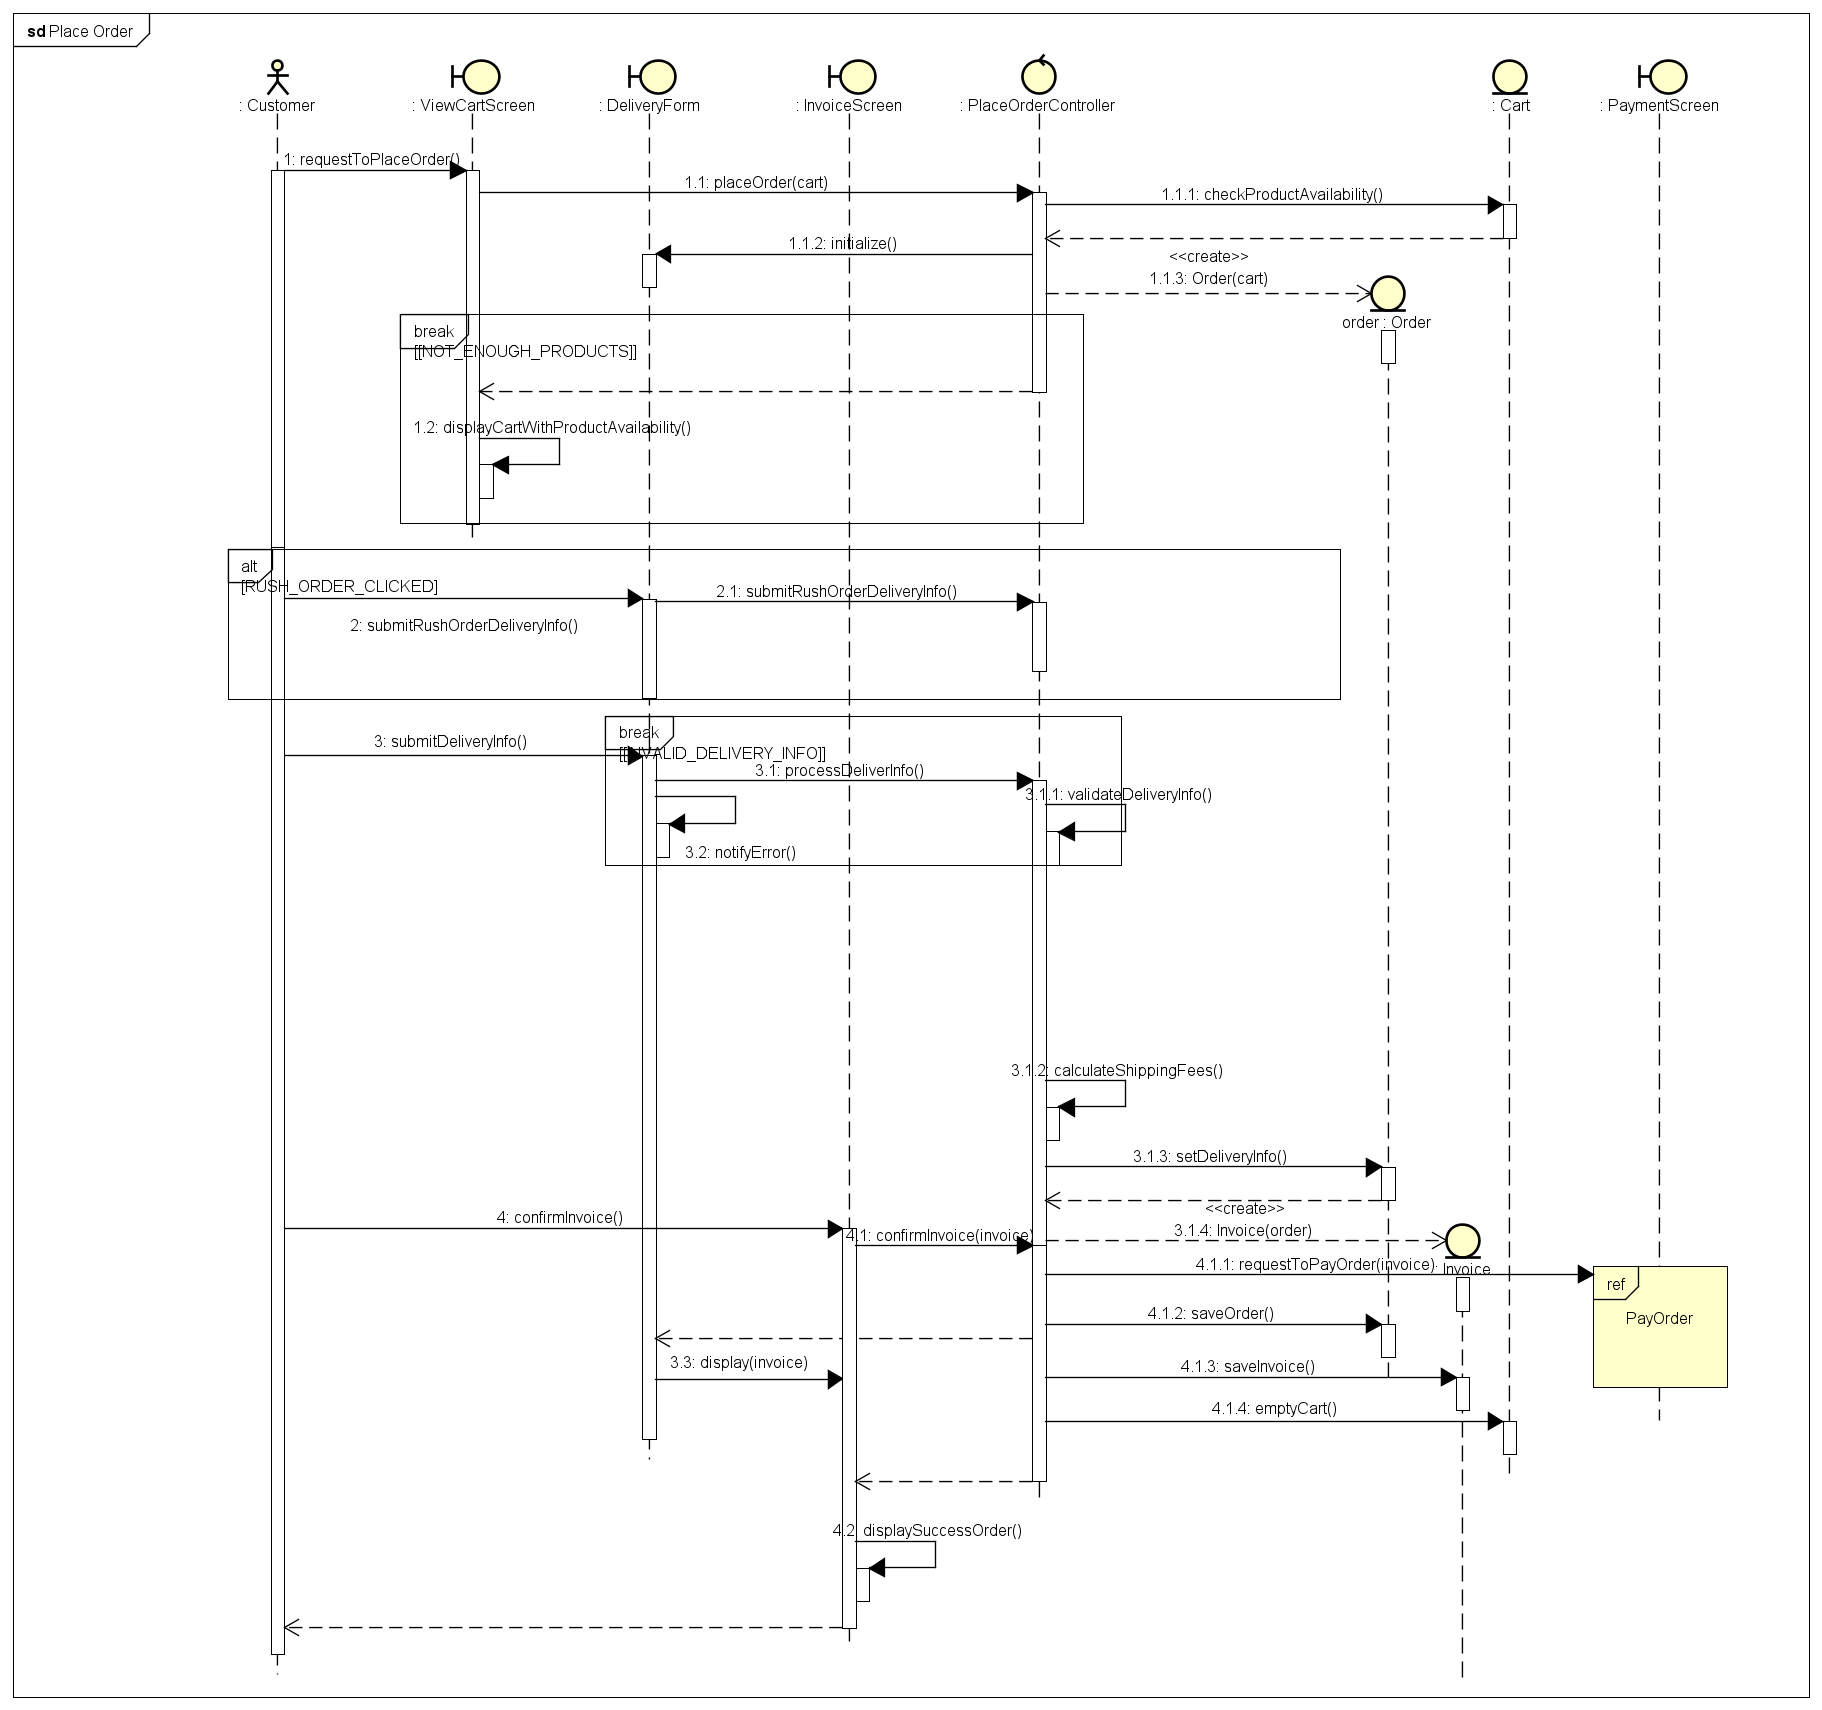 sd Place Order
: Customer
: ViewCartScreen
: DeliveryForm
: InvoiceScreen
: PlaceOrderController
: Cart
: PaymentScreen
1: requestToPlaceOrder()
1.1: placeOrder(cart)
1.1.1: checkProductAvailability()
1.1.2: initialize()
<<create>>
1.1.3: Order(cart)
order : Order
break
[[NOT_ENOUGH_PRODUCTS]]
1.2: displayCartWithProductAvailability()
alt
[RUSH_ORDER_CLICKED]
2.1: submitRushOrderDeliveryInfo()
2: submitRushOrderDeliveryInfo()
break
3: submitDeliveryInfo()
[[INVALID_DELIVERY_INFO]]
3.1: processDeliverInfo()
3.1.1: validateDeliveryInfo()
3.2: notifyError()
3.1.2: calculateShippingFees()
3.1.3: setDeliveryInfo()
<<create>>
4: confirmInvoice()
3.1.4: Invoice(order)
4.1: confirmInvoice(invoice)
4.1.1: requestToPayOrder(invoice)
: Invoice
ref
4.1.2: saveOrder()
PayOrder
3.3: display(invoice)
4.1.3: saveInvoice()
4.1.4: emptyCart()
4.2: displaySuccessOrder()